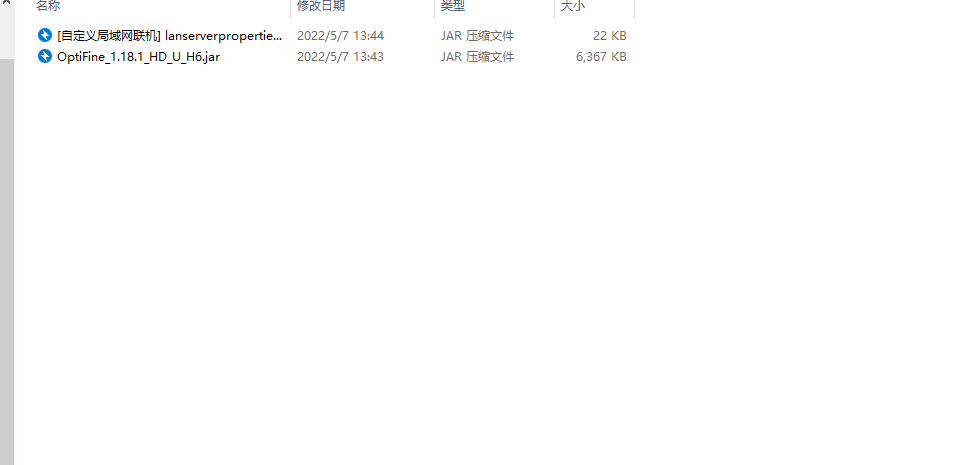 名称 修改日期 类型 大小
[自定义局域网联机] lanserverpropertie... 2022/5/7 13:44 JAR 压缩文件 22 KB
OptiFine_1.18.1_HD_U_H6.jar 2022/5/7 13:43 JAR 压缩文件 6,367 KB